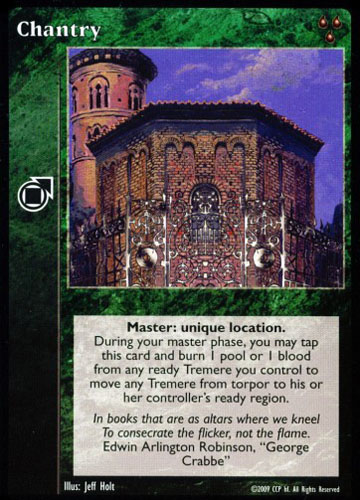 Chantry
Master: unique location.
During your master phase, you may tap
this card and burn 1 pool or 1 blood
from any ready Tremere you control to
move any Tremere from torpor to his or
her controller's ready region.
In books that are as altars where we kneel
To consecrate the flicker, not the flame.
Edwin Arlington Robinson, "George
Crabbe"
Illus: Jeff Holt
©2009 CCP hf. All Rights Reserved